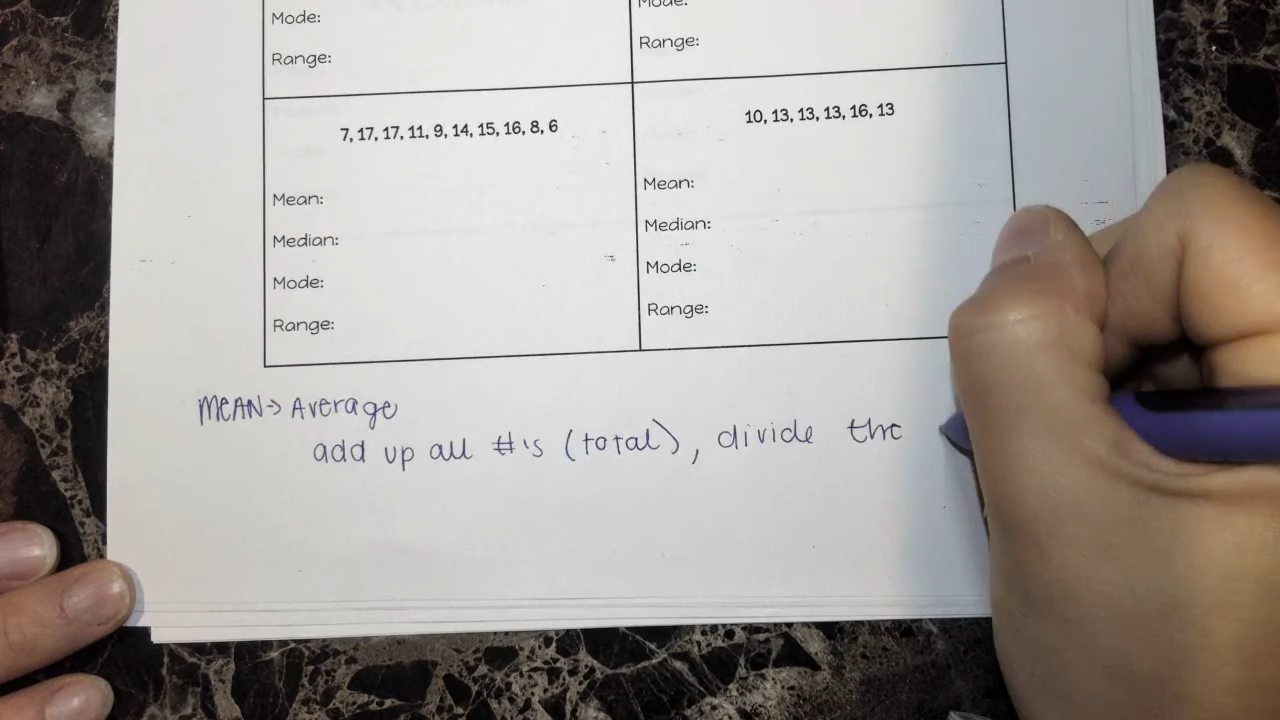 Mode:
Range:
Mode:
Range:
7, 17, 17, 11, 9, 14, 15, 16, 8, 6
Mean:
Median:
Mode:
Range:
10, 13, 13, 13, 16, 13
Mean:
Median:
Mode:
Range:
MEAN→ Average
add up all #'s (total), divide the